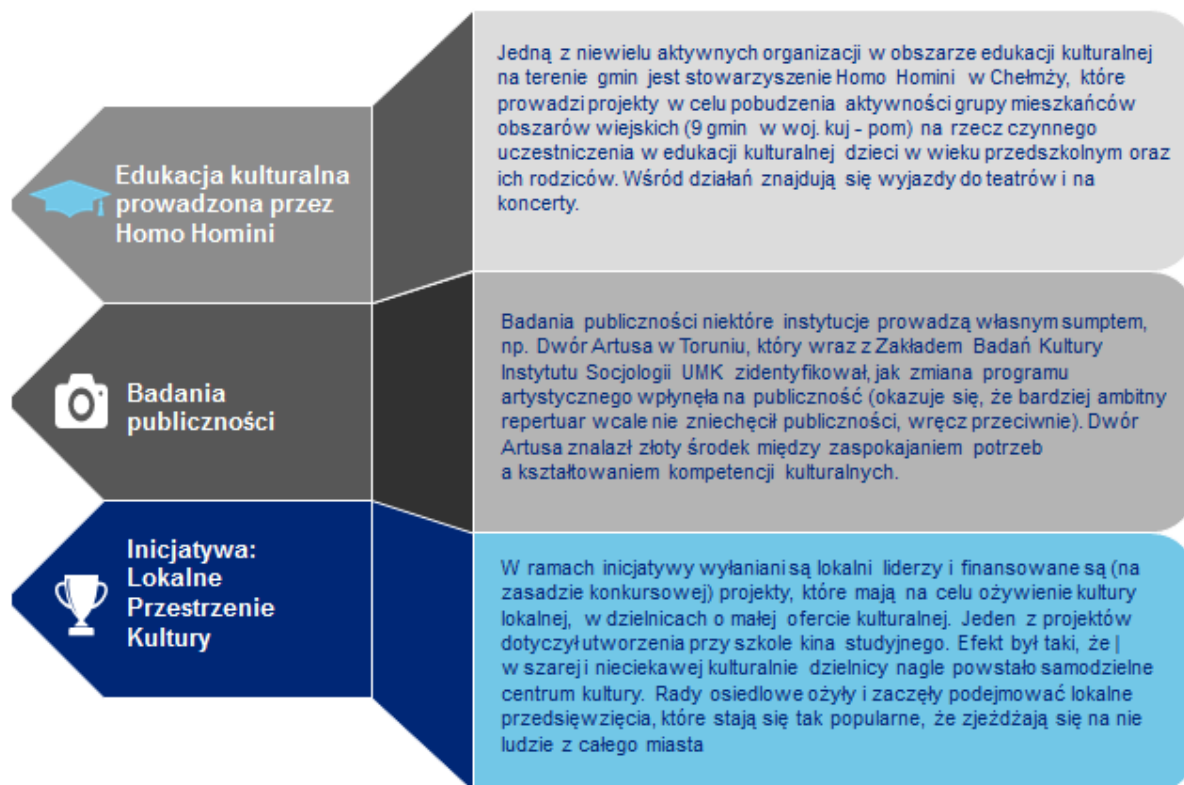 Edukacja kulturalna
prowadzona przez
Homo Homini
Jedną z niewielu aktywnych organizacji w obszarze edukacji kulturalnej
na terenie gmin jest stowarzyszenie Homo Homini w Chełmży, które
prowadzi projekty w celu pobudzenia aktywności grupy mieszkańców
obszarów wiejskich (9 gmin w woj. kuj - pom) na rzecz czynnego
uczestniczenia w edukacji kulturalnej dzieci w wieku przedszkolnym oraz
ich rodziców. Wśród działań znajdują się wyjazdy do teatrów i na
koncerty.
Badania
publiczności
Badania publiczności niektóre instytucje prowadzą własnym sumptem,
np. Dwór Artusa w Toruniu, który wraz z Zakładem Badań Kultury
Instytutu Socjologii UMK zidentyfikował, jak zmiana programu
artystycznego wpłynęła na publiczność (okazuje się, że bardziej ambitny
repertuar wcale nie zniechęcił publiczności, wręcz przeciwnie). Dwór
Artusa znalazł złoty środek między zaspokajaniem potrzeb
a kształtowaniem kompetencji kulturalnych.
Inicjatywa:
Lokalne
Przestrzenie
Kultury
W ramach inicjatywy wyłaniani są lokalni liderzy i finansowane są (na
zasadzie konkursowej) projekty, które mają na celu ożywienie kultury
lokalnej, w dzielnicach o małej ofercie kulturalnej. Jeden z projektów
dotyczył utworzenia przy szkole kina studyjnego. Efekt był taki, że |
w szarej i nieciekawej kulturalnie dzielnicy nagle powstało samodzielne
centrum kultury. Rady osiedlowe ożyły i zaczęły podejmować lokalne
przedsięwzięcia, które stają się tak popularne, że zjeżdżają się na nie
ludzie z całego miasta